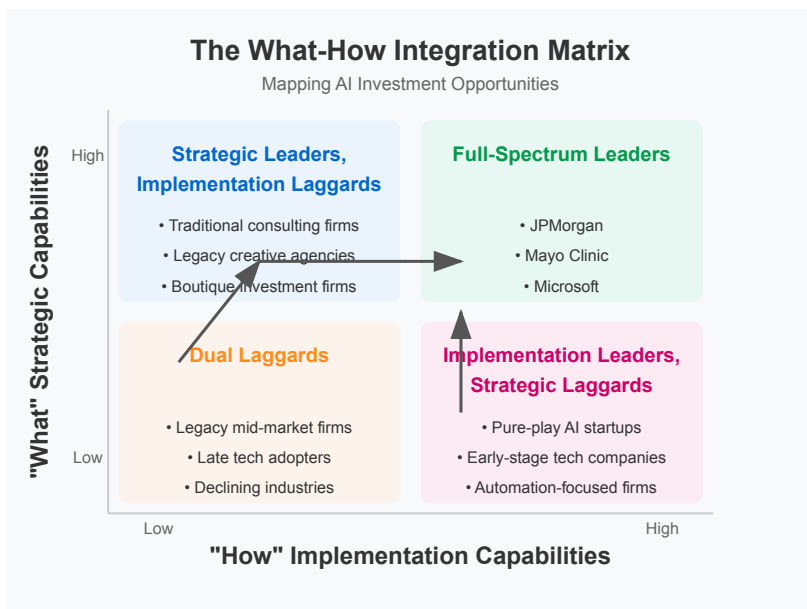 The What-How Integration Matrix
Mapping AI Investment Opportunities
"What" Strategic Capabilities
High
Low
Strategic Leaders,
Implementation Laggards
• Traditional consulting firms
• Legacy creative agencies
• Boutique investment firms
Full-Spectrum Leaders
• JPMorgan
• Mayo Clinic
• Microsoft
Dual Laggards
• Legacy mid-market firms
• Late tech adopters
• Declining industries
Implementation Leaders,
Strategic Laggards
• Pure-play AI startups
• Early-stage tech companies
• Automation-focused firms
Low
High
"How" Implementation Capabilities